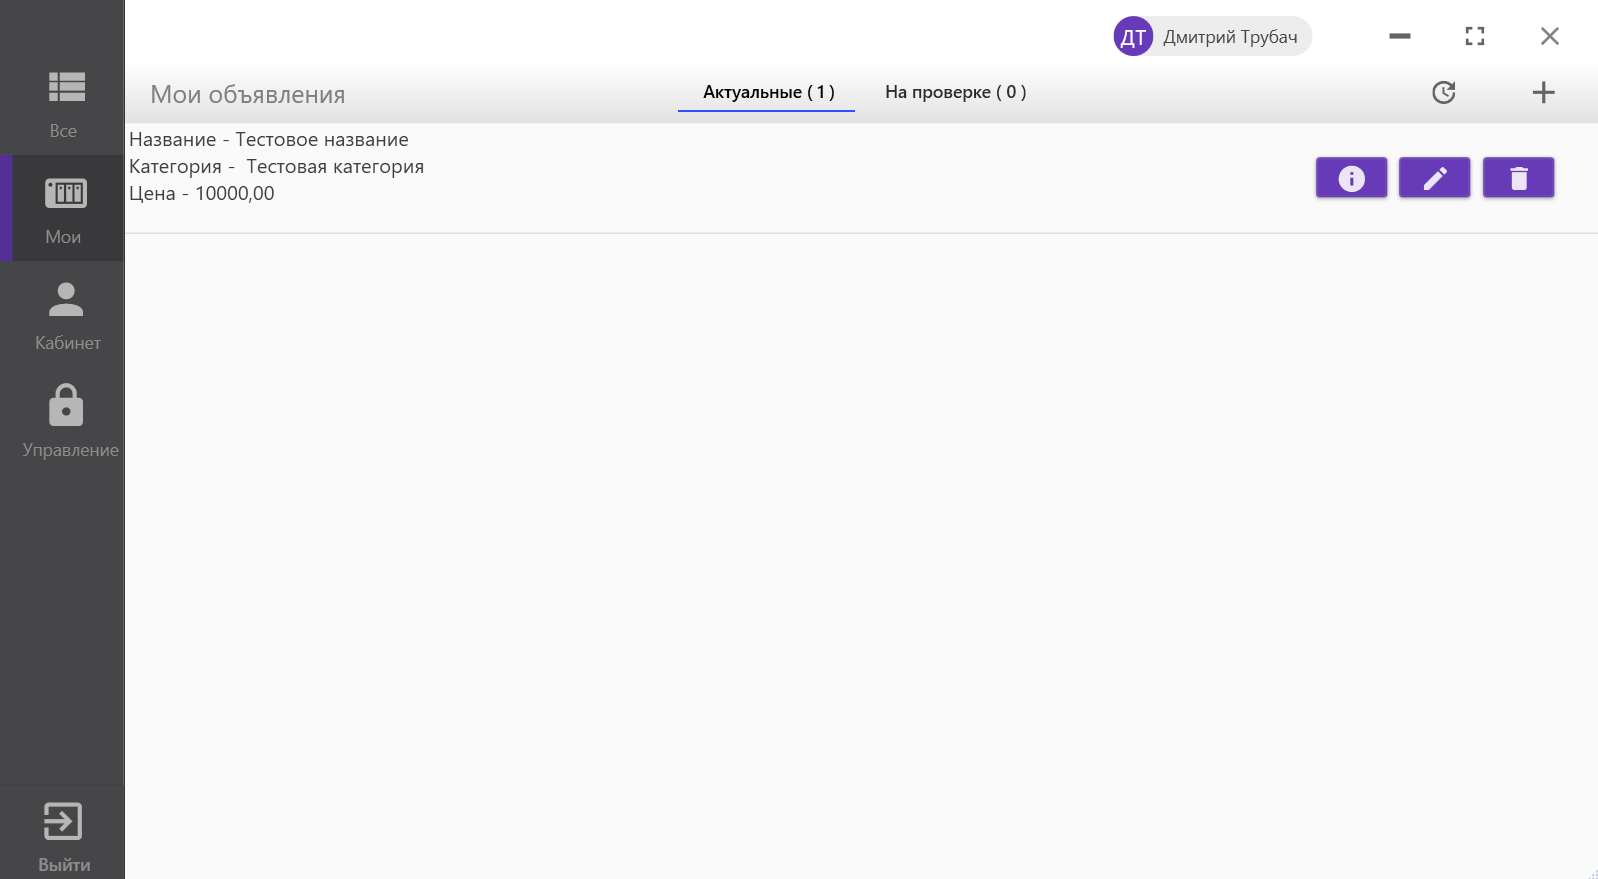 ДТ Дмитрий Трубач
Мои объявления
Актуальные ( 1 )
На проверке ( 0 )
Все
Мои
Кабинет
Управление
Выйти
Название - Тестовое название
Категория -  Тестовая категория
Цена - 10000,00